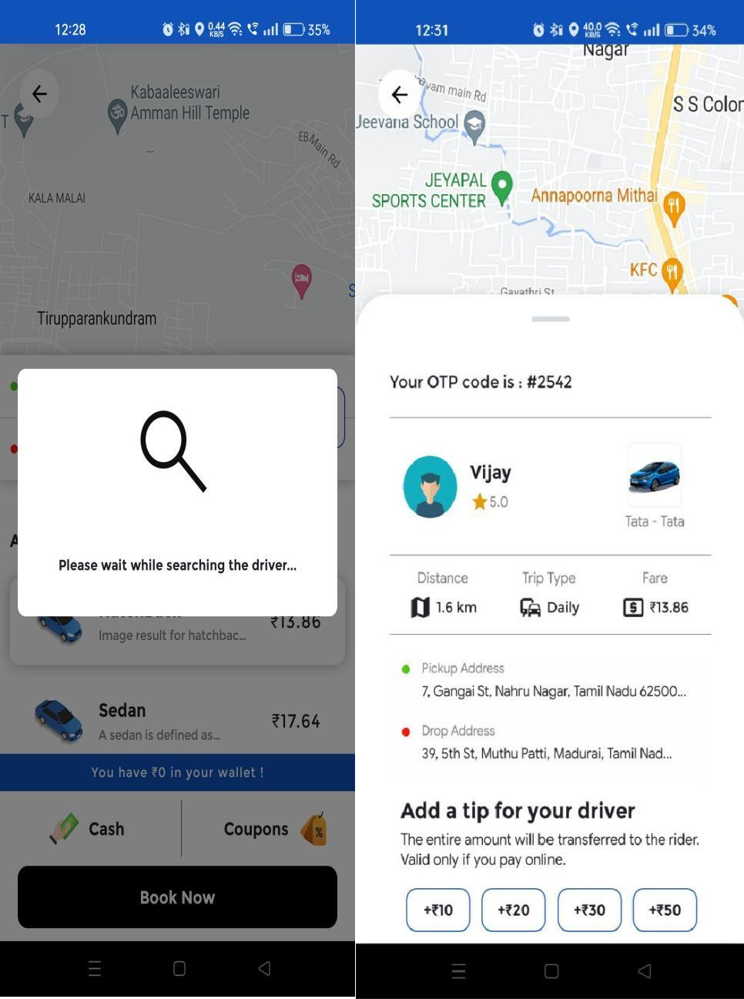 12:28
0.44
KB/S
35%
Kabaaleeswari
Amman Hill Temple
T
...
EB Main Rd
KALA MALAI
S
Tirupparankundram
Please wait while searching the driver...
A
₹13.86
Image result for hatchbac...
Sedan
₹17.64
A sedan is defined as...
You have ₹0 in your wallet !
Cash
Coupons
%
Book Now
12:31
40.0
KB/S
34%
Nagar
main Rd
S S Color
Jeevana School
JEYAPAL
SPORTS CENTER
Annapoorna Mithai
KFC
Gayathri St
Your OTP code is : #2542
Vijay
5.0
Tata - Tata
Distance
Trip Type
Fare
1.6 km
Daily
$
₹13.86
Pickup Address
7, Gangai St, Nahru Nagar, Tamil Nadu 62500...
Drop Address
39, 5th St, Muthu Patti, Madurai, Tamil Nad...
Add a tip for your driver
The entire amount will be transferred to the rider.
Valid only if you pay online.
+₹10
+₹20
+₹30
+₹50